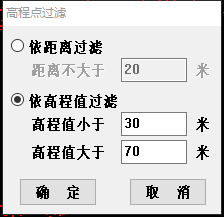 高程点过滤
依距离过滤
距离不大于 20 米
依高程值过滤
高程值小于 30 米
高程值大于 70 米
确 定 取 消